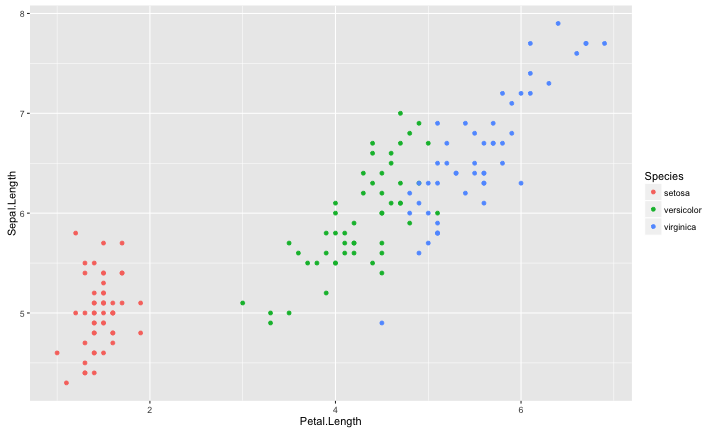 8
7
6
5
Sepal.Length
2
4
6
Petal.Length
Species
setosa
versicolor
virginica